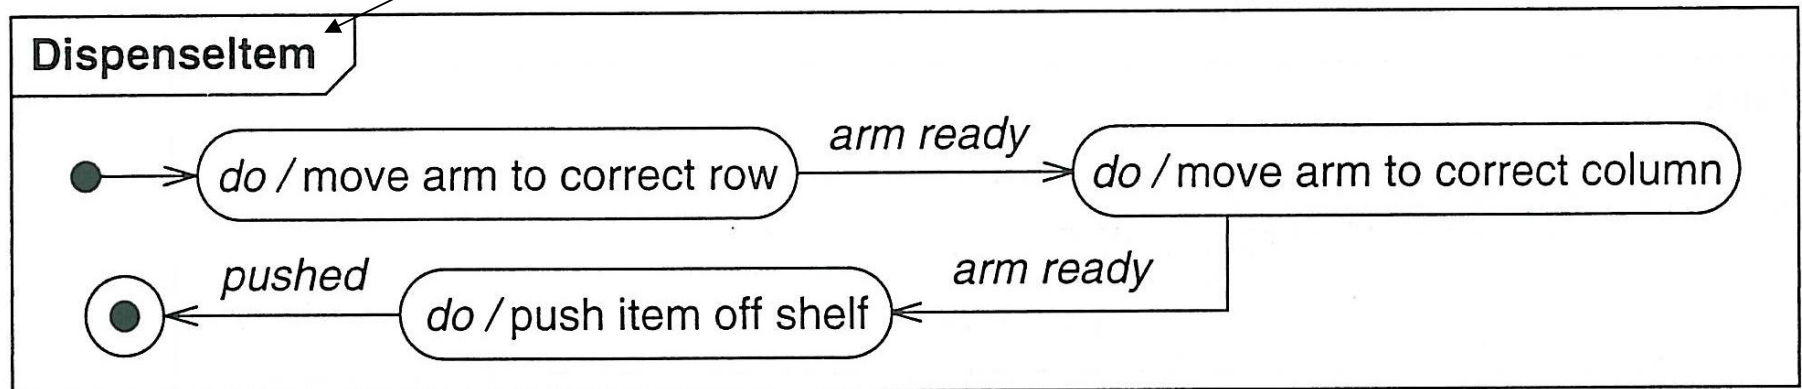 DispenseItem
arm ready
do / move arm to correct row
do / move arm to correct column
pushed
arm ready
do / push item off shelf